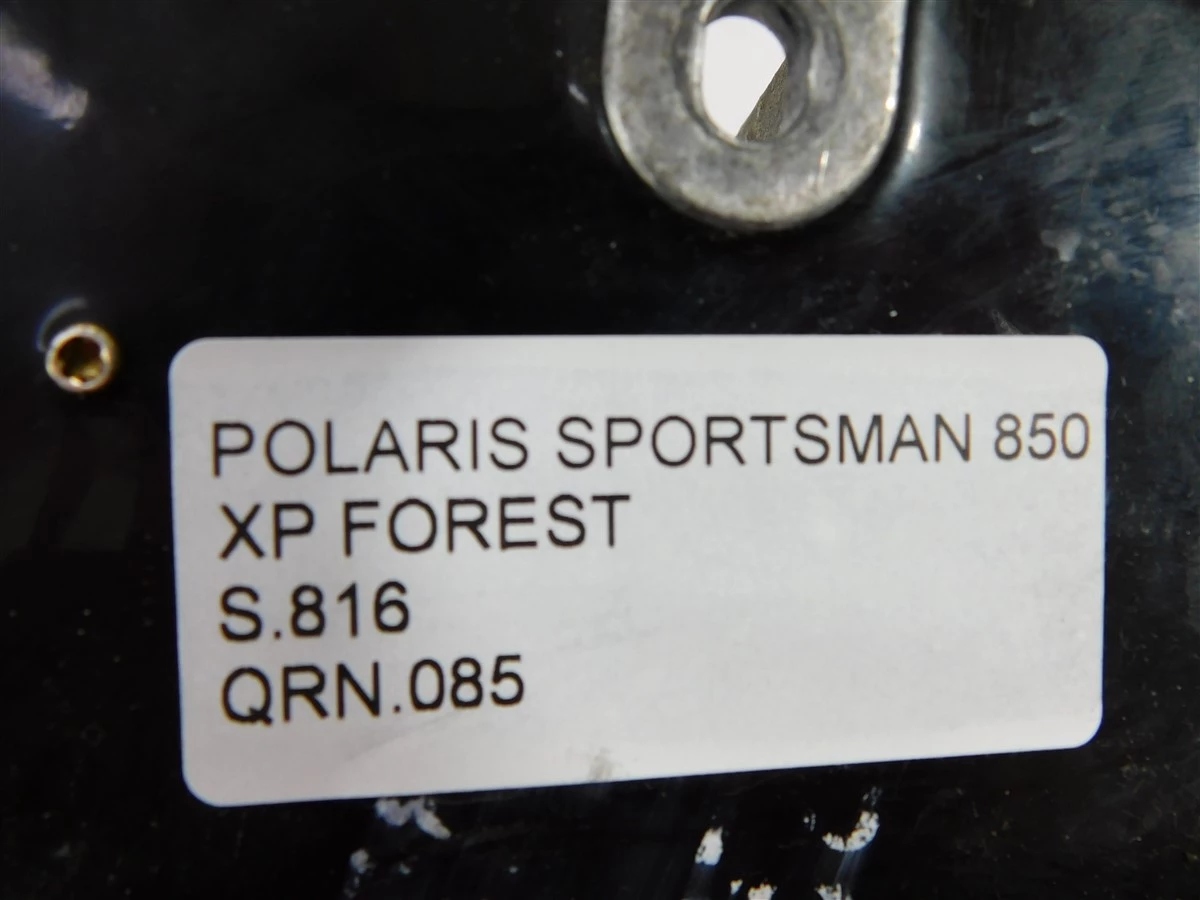 POLARIS SPORTSMAN 850
XP FOREST
S.816
QRN.085